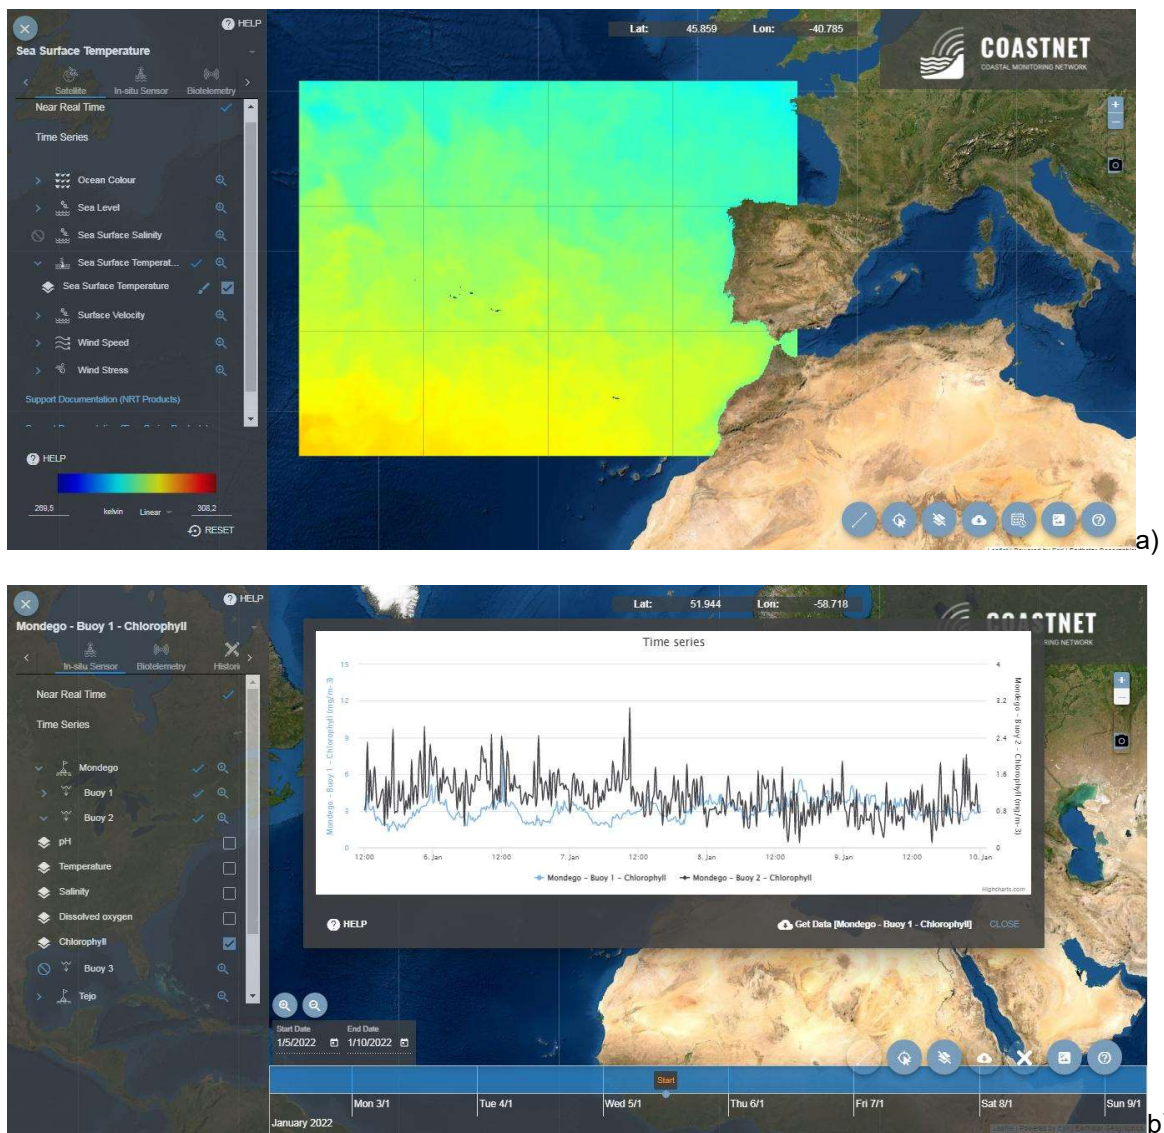 HELP
Lat: 45.859 Lon: -40.785
COASTNET
COASTAL MONITORING NETWORK
Sea Surface Temperature
Satellite In-situ Sensor Biotelemetry
Near Real Time
Time Series
Ocean Colour
Sea Level
Sea Surface Salinity
Sea Surface Temperat...
Sea Surface Temperature
Surface Velocity
Wind Speed
Wind Stress
Support Documentation (NRT Products)
HELP
269,5 kelvin Linear 308,2
RESET
a)
HELP
Lat: 51.944 Lon: -58.718
TNET
NETWORK
Mondego - Buoy 1 - Chlorophyll
In-situ Sensor Biotelemetry Histori
Near Real Time
Time Series
Mondego
Buoy 1
Buoy 2
pH
Temperature
Salinity
Dissolved oxygen
Chlorophyll
Buoy 3
Tejo
Time series
Mondego - Buoy 1 - Chlorophyll (mg/m-3)
15
12
9
6
3
0
4
3.2
2.4
1.6
0.8
0
Mondego - Buoy 2 - Chlorophyll (mg/m-3)
12:00 6. Jan 12:00 7. Jan 12:00 8. Jan 12:00 9. Jan 12:00 10. Jan
Mondego - Buoy 1 - Chlorophyll Mondego - Buoy 2 - Chlorophyll
Highcharts.com
HELP
Get Data [Mondego - Buoy 1 - Chlorophyll] CLOSE
Start Date End Date
1/5/2022 1/10/2022
Start
Mon 3/1 Tue 4/1 Wed 5/1 Thu 6/1 Fri 7/1 Sat 8/1 Sun 9/1
January 2022
b